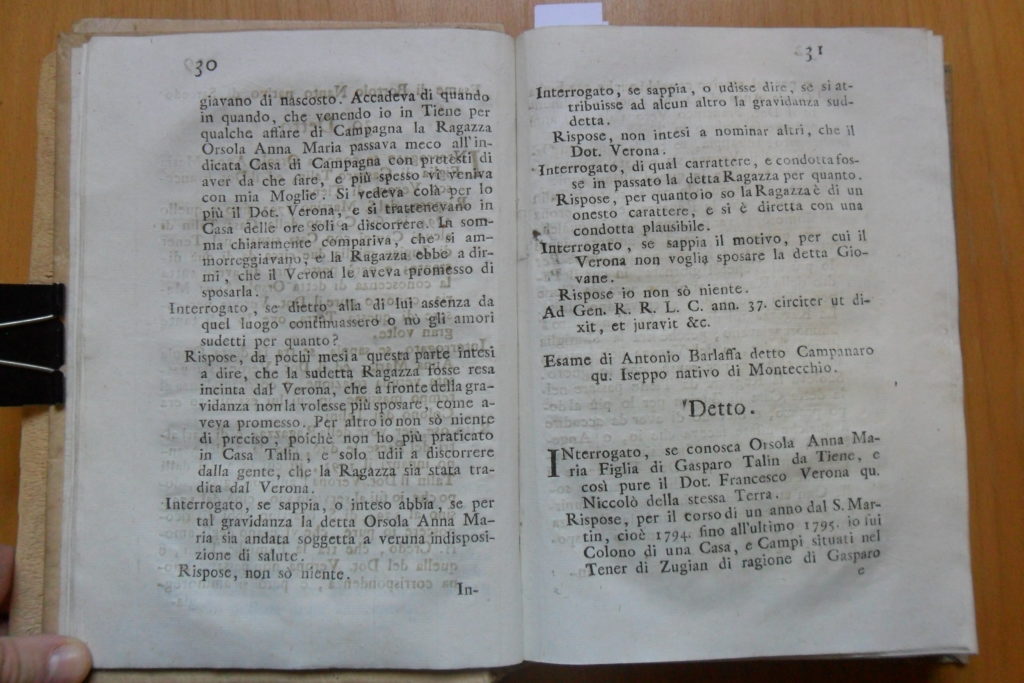 30
giavano di nascosto. Accadeva di quando
in quando, che venendo io in Tiene per
qualche affare di Campagna la Ragazza
Orsola Anna Maria passava meco all'in-
dicata Casa di Campagna con pretesti di
aver da che fare, e più spesso vi veniva
con mia Moglie. Si vedeva colà per lo
più il Dot. Verona, e si trattenevano in
Casa delle ore soli a discorrere. In som-
ma chiaramente compariva, che si am-
morreggiavano, e la Ragazza ebbe a dir-
mi, che il Verona le aveva promesso di
sposarla.
Interrogato, se dietro alla di lui assenza da
quel luogo continuassero o nò gli amori
sudetti per quanto?
Rispose, da pochi mesi a questa parte intesi
a dire, che la sudetta Ragazza fosse resa
incinta dal Verona, che a fronte della gra-
vidanza non la volesse più sposare, come a-
veva promesso. Per altro io non sò niente
di preciso, poichè non ho più praticato
in Casa Talin, e solo udii a discorrere
dalla gente, che la Ragazza sia stata tra-
dita dal Verona.
Interrogato, se sappia, o inteso abbia, se per
tal gravidanza la detta Orsola Anna Ma-
ria sia andata soggetta a veruna indisposi-
zione di salute.
Rispose, non sò niente.
In-
31
Interrogato, se sappia, o udisse dire, se si at-
tribuisse ad alcun altro la gravidanza sud-
detta.
Rispose, non intesi a nominar altri, che il
Dot. Verona.
Interrogato, di qual carrattere, e condotta fos-
se in passato la detta Ragazza per quanto.
Rispose, per quanto io so la Ragazza è di un
onesto carattere, e si è diretta con una
condotta plausibile.
Interrogato, se sappia il motivo, per cui il
Verona non voglia sposare la detta Gio-
vane.
Rispose io non sò niente.
Ad Gen. R. R. L. C. ann. 37. circiter ut di-
xit, et juravit &c.
Esame di Antonio Barlaffa detto Campanaro
qu. Iseppo nativo di Montecchio.
Detto.
INterrogato, se conosca Orsola Anna Ma-
ria Figlia di Gasparo Talin da Tiene, e
così pure il Dot. Francesco Verona qu.
Niccolò della stessa Terra.
Rispose, per il corso di un anno dal S. Mar-
tin, cioè 1794. fino all'ultimo 1795. io fui
Colono di una Casa, e Campi situati nel
Tener di Zugian di ragione di Gasparo
e